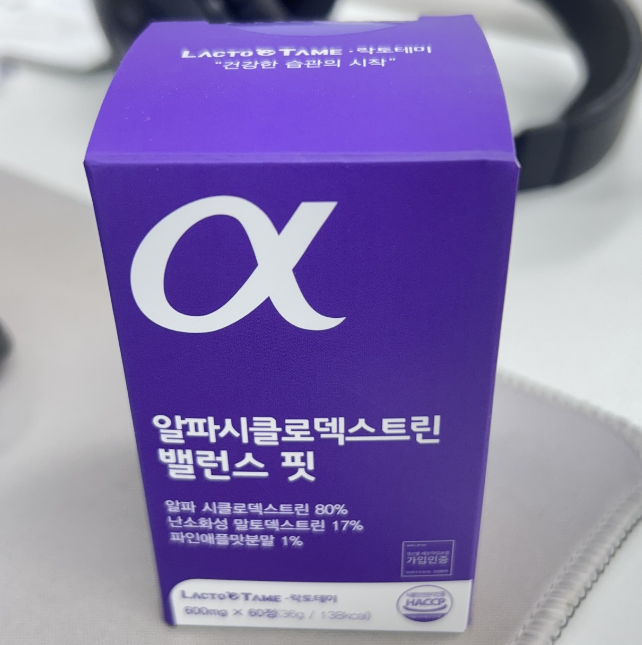 LACTO TAME · 락토테미
"건강한 습관의 시작"
α
알파시클로덱스트린
밸런스 핏
알파 시클로덱스트린 80%
난소화성 말토덱스트린 17%
파인애플맛분말 1%
가입인증
LACTO TAME · 락토테미
HACCP
600mg × 60정(36g / 138kcal)